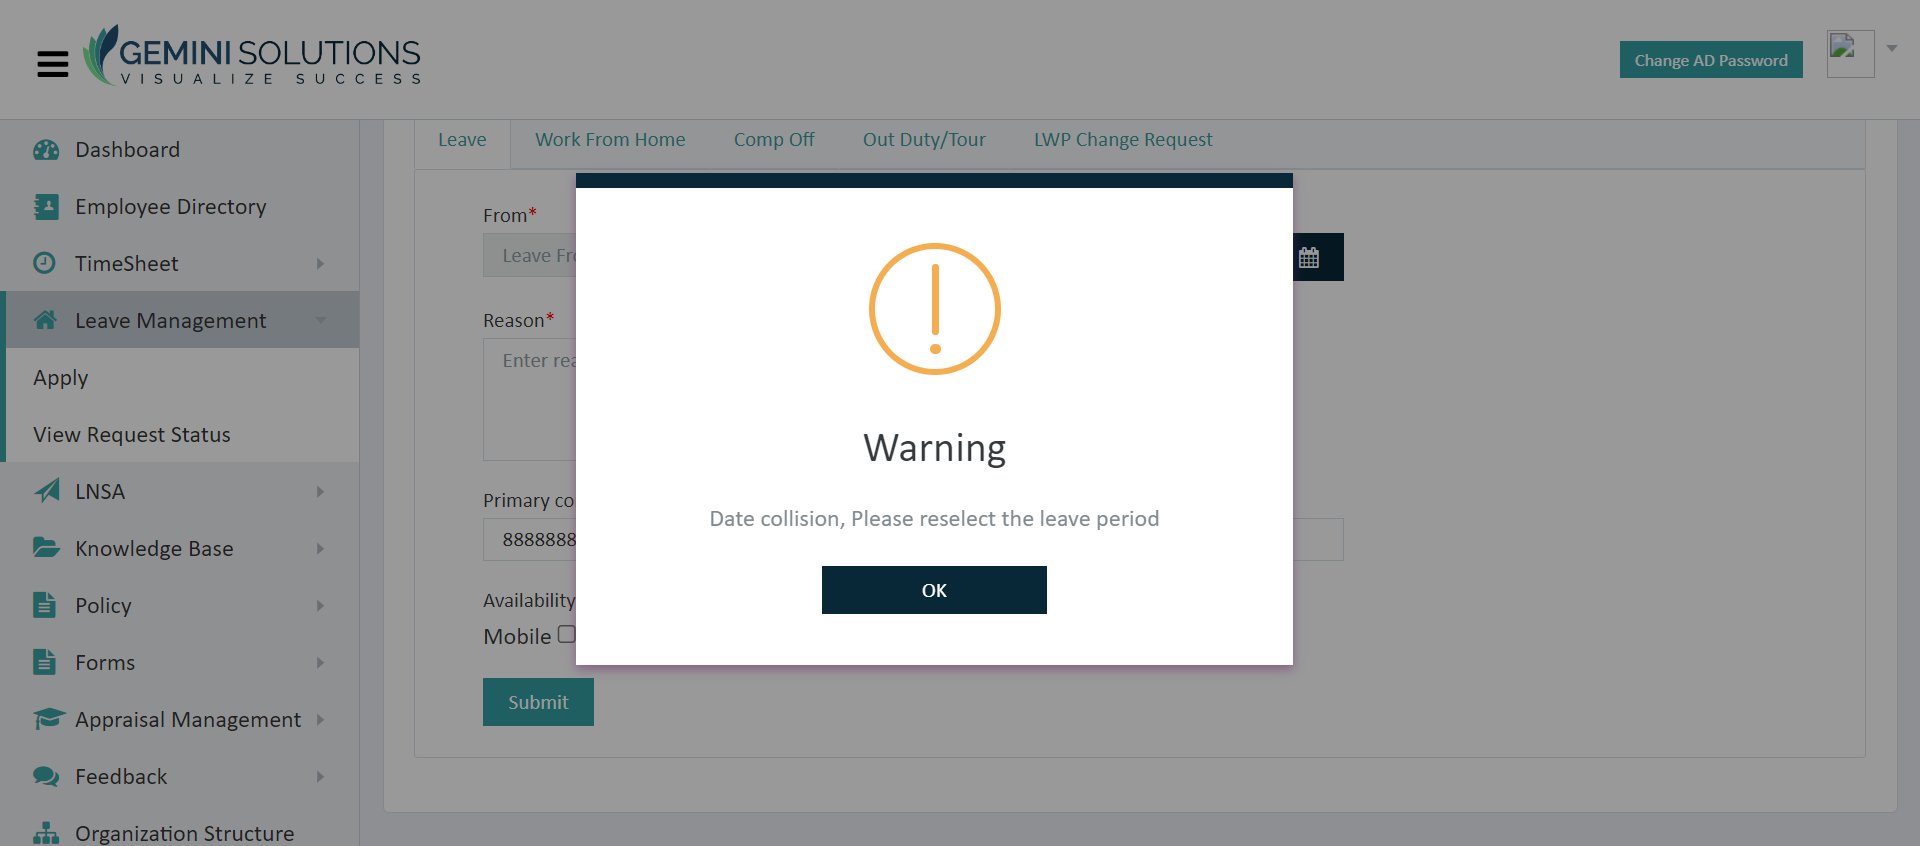 GEMINI SOLUTIONS
VISUALIZE SUCCESS
Change AD Password
Dashboard
Employee Directory
TimeSheet
Leave Management
Apply
View Request Status
LNSA
Knowledge Base
Policy
Forms
Appraisal Management
Feedback
Organization Structure
Leave Work From Home Comp Off Out Duty/Tour LWP Change Request
From*
Leave
Reason*
Enter
Primary
8888888
Availability
Mobile
Submit
Warning
Date collision, Please reselect the leave period
OK